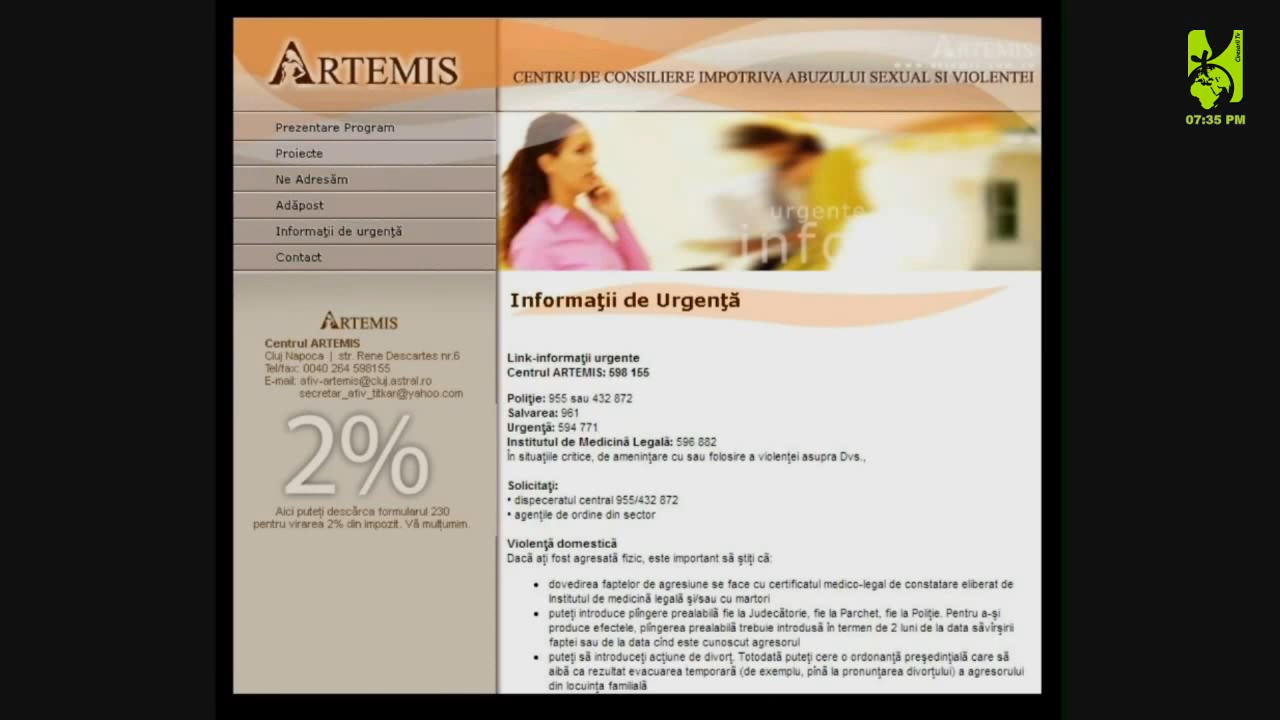 ARTEMIS
ARTEMIS
CENTRU DE CONSILIERE IMPOTRIVA ABUZULUI SEXUAL SI VIOLENTEI
Cinesarii Tv
07:35 PM
Prezentare Program
Proiecte
Ne Adresăm
Adăpost
Informaţii de urgenţă
Contact
urgente
info
ARTEMIS
Centrul ARTEMIS
Cluj Napoca | str. Rene Descartes nr.6
Tel/fax: 0040 264 598155
E-mail: afiv-artemis@cluj.astral.ro
secretar_afiv_titkar@yahoo.com
2%
Aici puteţi descărca formularul 230
pentru virarea 2% din impozit. Vă mulţumim.
Informaţii de Urgenţă
Link-informaţii urgente
Centrul ARTEMIS: 598 155
Poliţie: 955 sau 432 872
Salvarea: 961
Urgenţă: 594 771
Institutul de Medicină Legală: 596 882
În situaţiile critice, de ameninţare cu sau folosire a violenţei asupra Dvs.,
Solicitaţi:
• dispeceratul central 955/432 872
• agenţile de ordine din sector
Violenţă domestică
Dacă aţi fost agresată fizic, este important să ştiţi că:
• dovedirea faptelor de agresiune se face cu certificatul medico-legal de constatare eliberat de
Institutul de medicină legală şi/sau cu martori
• puteţi introduce plîngere prealabilă fie la Judecătorie, fie la Parchet, fie la Poliţie. Pentru a-şi
produce efectele, plîngerea prealabilă trebuie introdusă în termen de 2 luni de la data săvîrşirii
faptei sau de la data cînd este cunoscut agresorul
• puteţi să introduceţi acţiune de divorţ. Totodată puteţi cere o ordonanţă preşedinţială care să
aibă ca rezultat evacuarea temporară (de exemplu, pînă la pronunţarea divorţului) a agresorului
din locuinţa familială